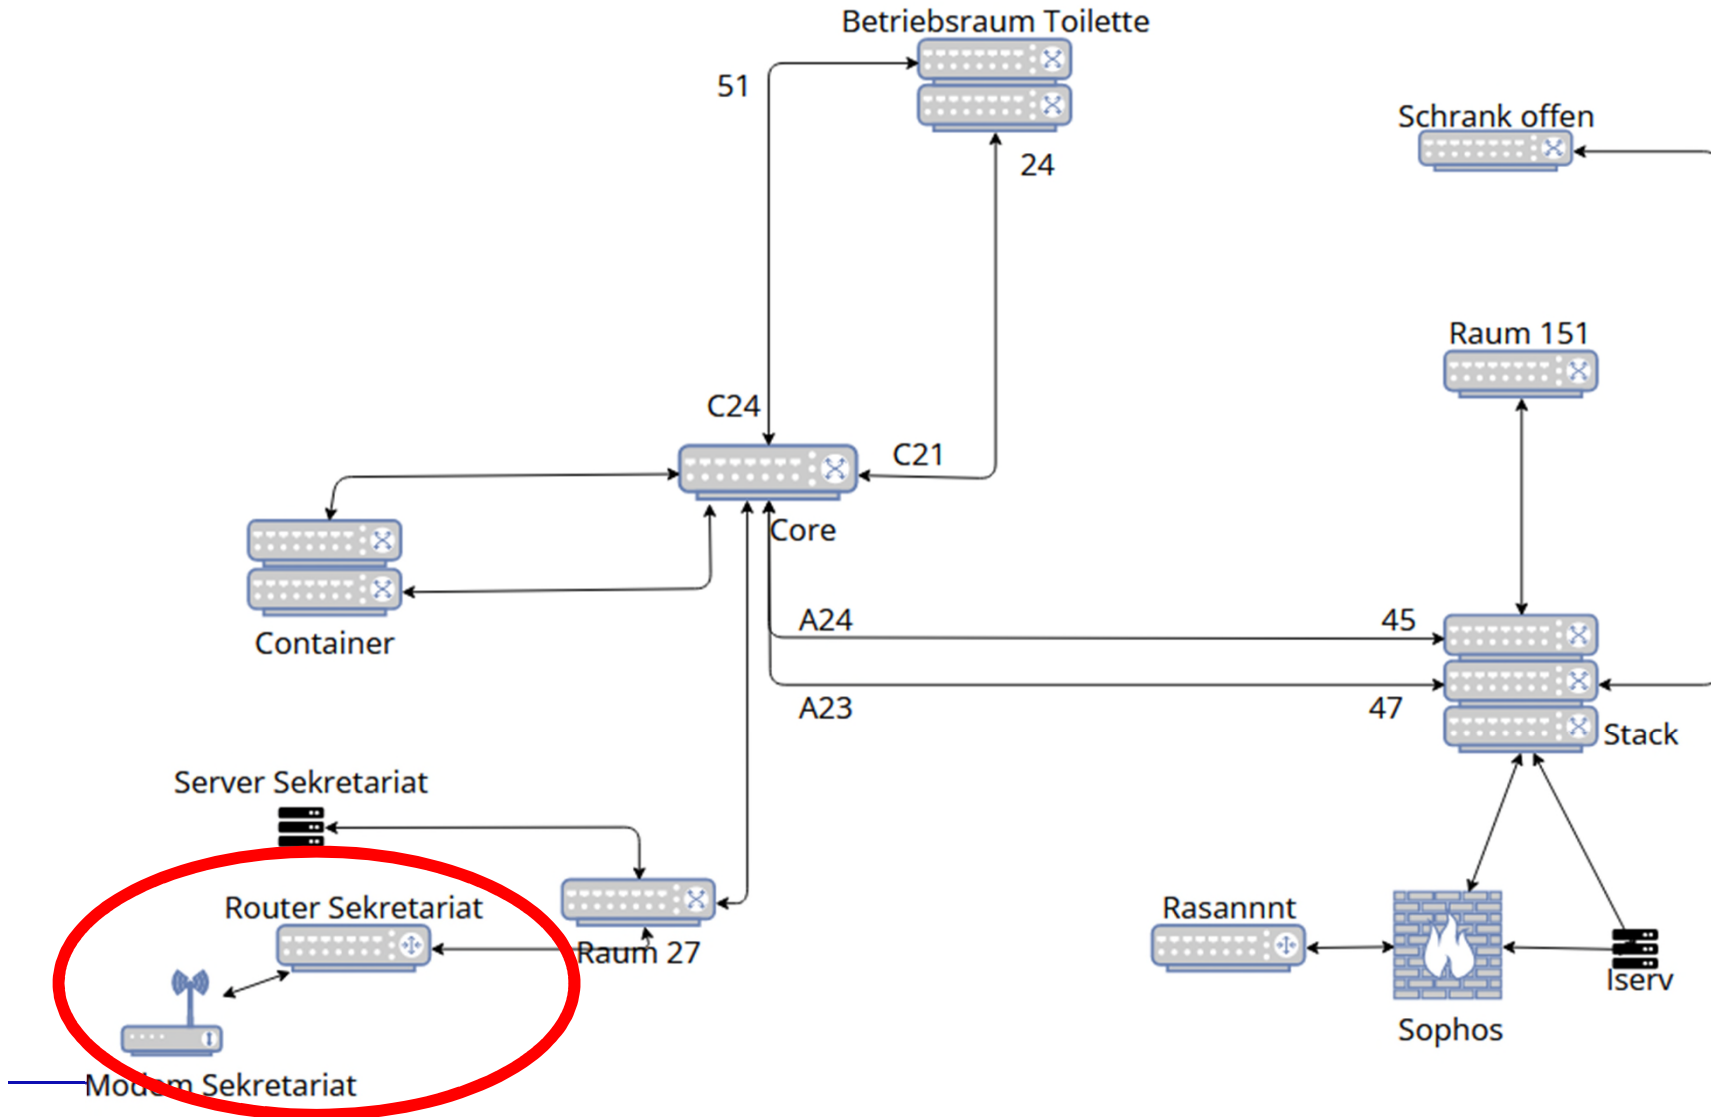 Betriebsraum Toilette
51
24
Schrank offen
Raum 151
C24
C21
Core
Container
A24
45
A23
47
Stack
Server Sekretariat
Router Sekretariat
Raum 27
Rasannnt
Iserv
Sophos
Modem Sekretariat